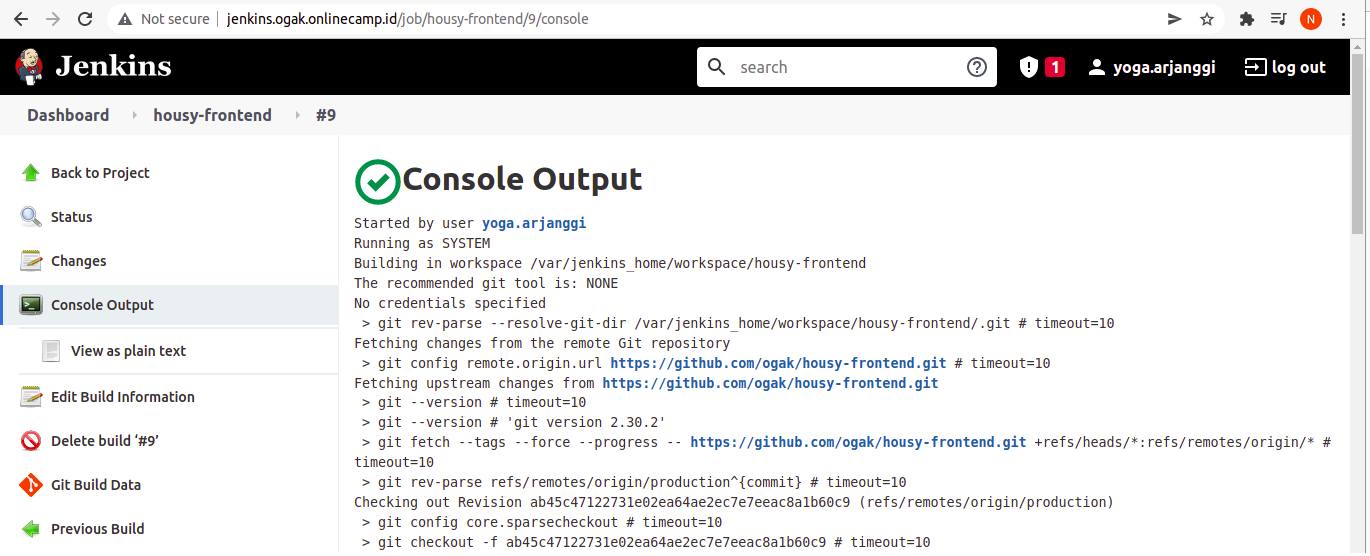 Not secure | jenkins.ogak.onlinecamp.id/job/housy-frontend/9/console
N
Jenkins
search
1
yoga.arjanggi
log out
Dashboard
housy-frontend
#9
Back to Project
Status
Changes
Console Output
View as plain text
Edit Build Information
Delete build ‘#9’
Git Build Data
Previous Build
Console Output
Started by user yoga.arjanggi
Running as SYSTEM
Building in workspace /var/jenkins_home/workspace/housy-frontend
The recommended git tool is: NONE
No credentials specified
> git rev-parse --resolve-git-dir /var/jenkins_home/workspace/housy-frontend/.git # timeout=10
Fetching changes from the remote Git repository
> git config remote.origin.url https://github.com/ogak/housy-frontend.git # timeout=10
Fetching upstream changes from https://github.com/ogak/housy-frontend.git
> git --version # timeout=10
> git --version # 'git version 2.30.2'
> git fetch --tags --force --progress -- https://github.com/ogak/housy-frontend.git +refs/heads/*:refs/remotes/origin/* #
timeout=10
> git rev-parse refs/remotes/origin/production^{commit} # timeout=10
Checking out Revision ab45c47122731e02ea64ae2ec7e7eeac8a1b60c9 (refs/remotes/origin/production)
> git config core.sparsecheckout # timeout=10
> git checkout -f ab45c47122731e02ea64ae2ec7e7eeac8a1b60c9 # timeout=10